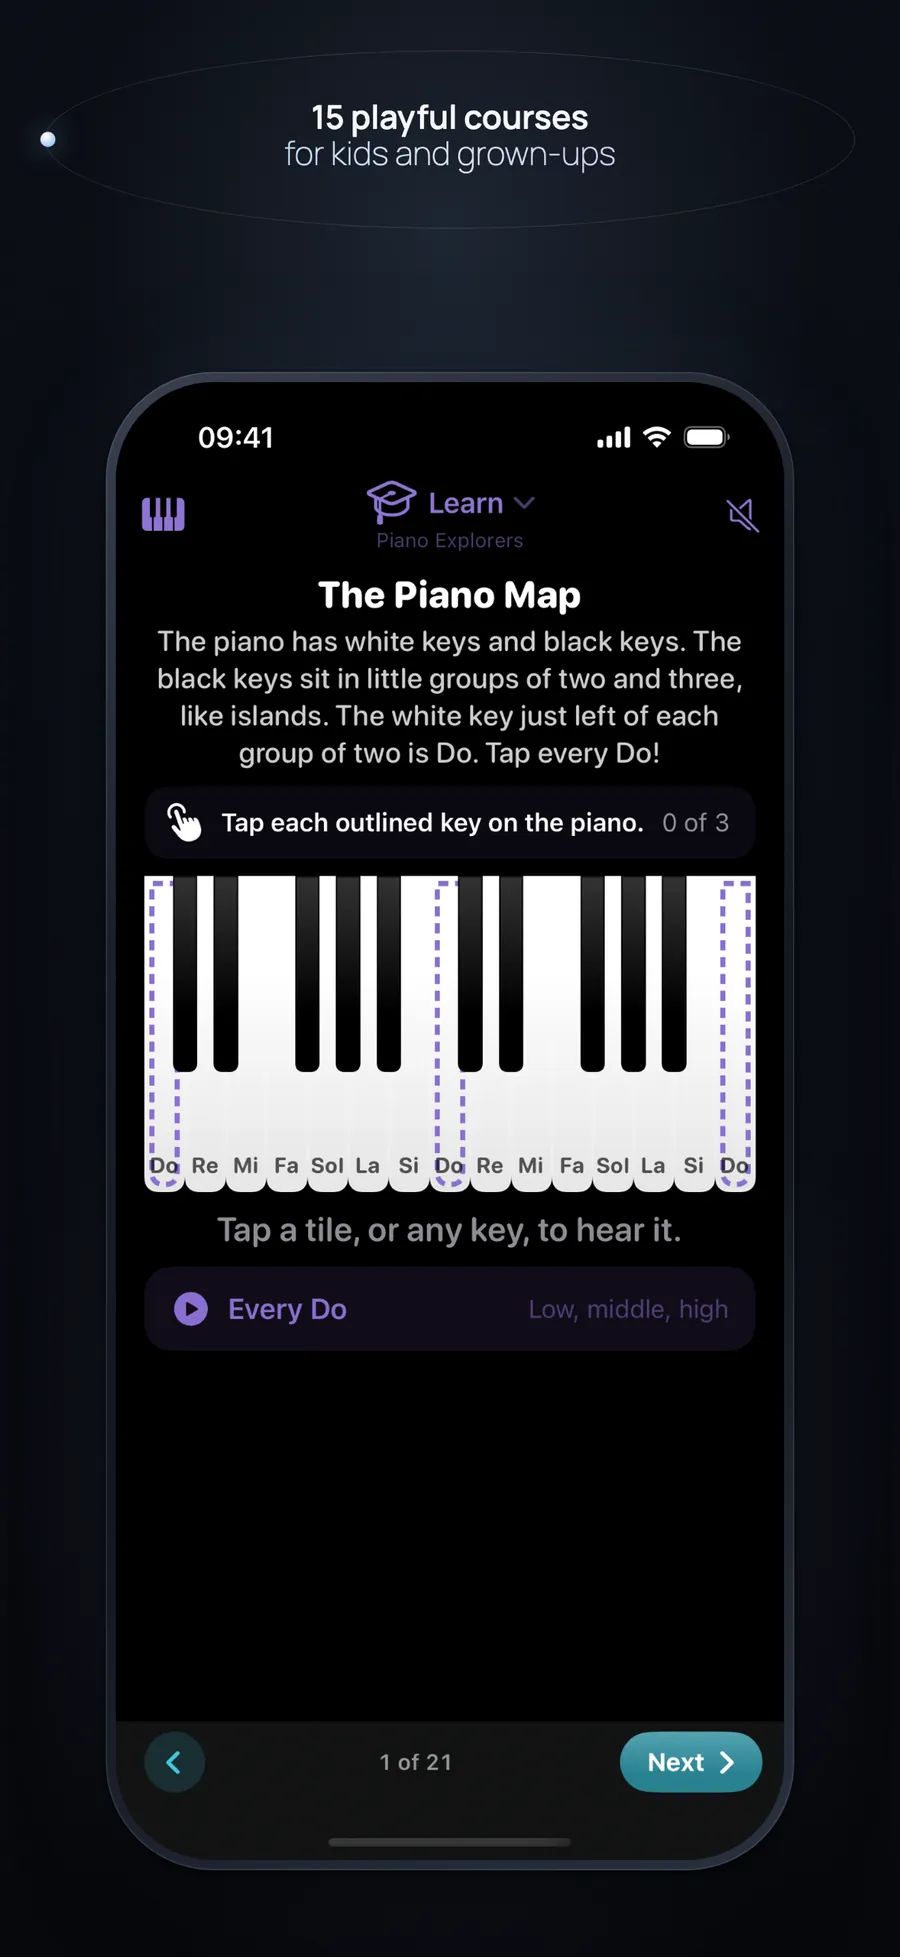 15 playful courses
for kids and grown-ups
09:41
Learn
Piano Explorers
The Piano Map
The piano has white keys and black keys. The
black keys sit in little groups of two and three,
like islands. The white key just left of each
group of two is Do. Tap every Do!
Tap each outlined key on the piano. 0 of 3
Do Re Mi Fa Sol La Si Do Re Mi Fa Sol La Si Do
Tap a tile, or any key, to hear it.
Every Do Low, middle, high
1 of 21 Next